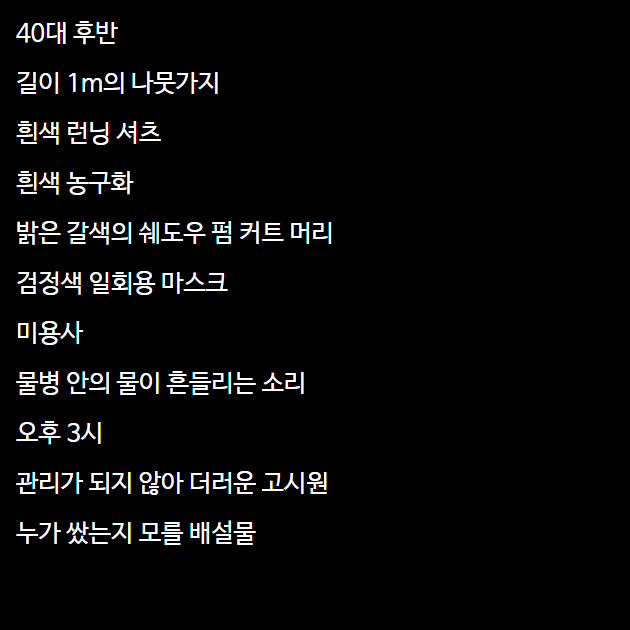 40대 후반
길이 1m의 나뭇가지
흰색 런닝 셔츠
흰색 농구화
밝은 갈색의 쉐도우 펌 커트 머리
검정색 일회용 마스크
미용사
물병 안의 물이 흔들리는 소리
오후 3시
관리가 되지 않아 더러운 고시원
누가 쌌는지 모를 배설물